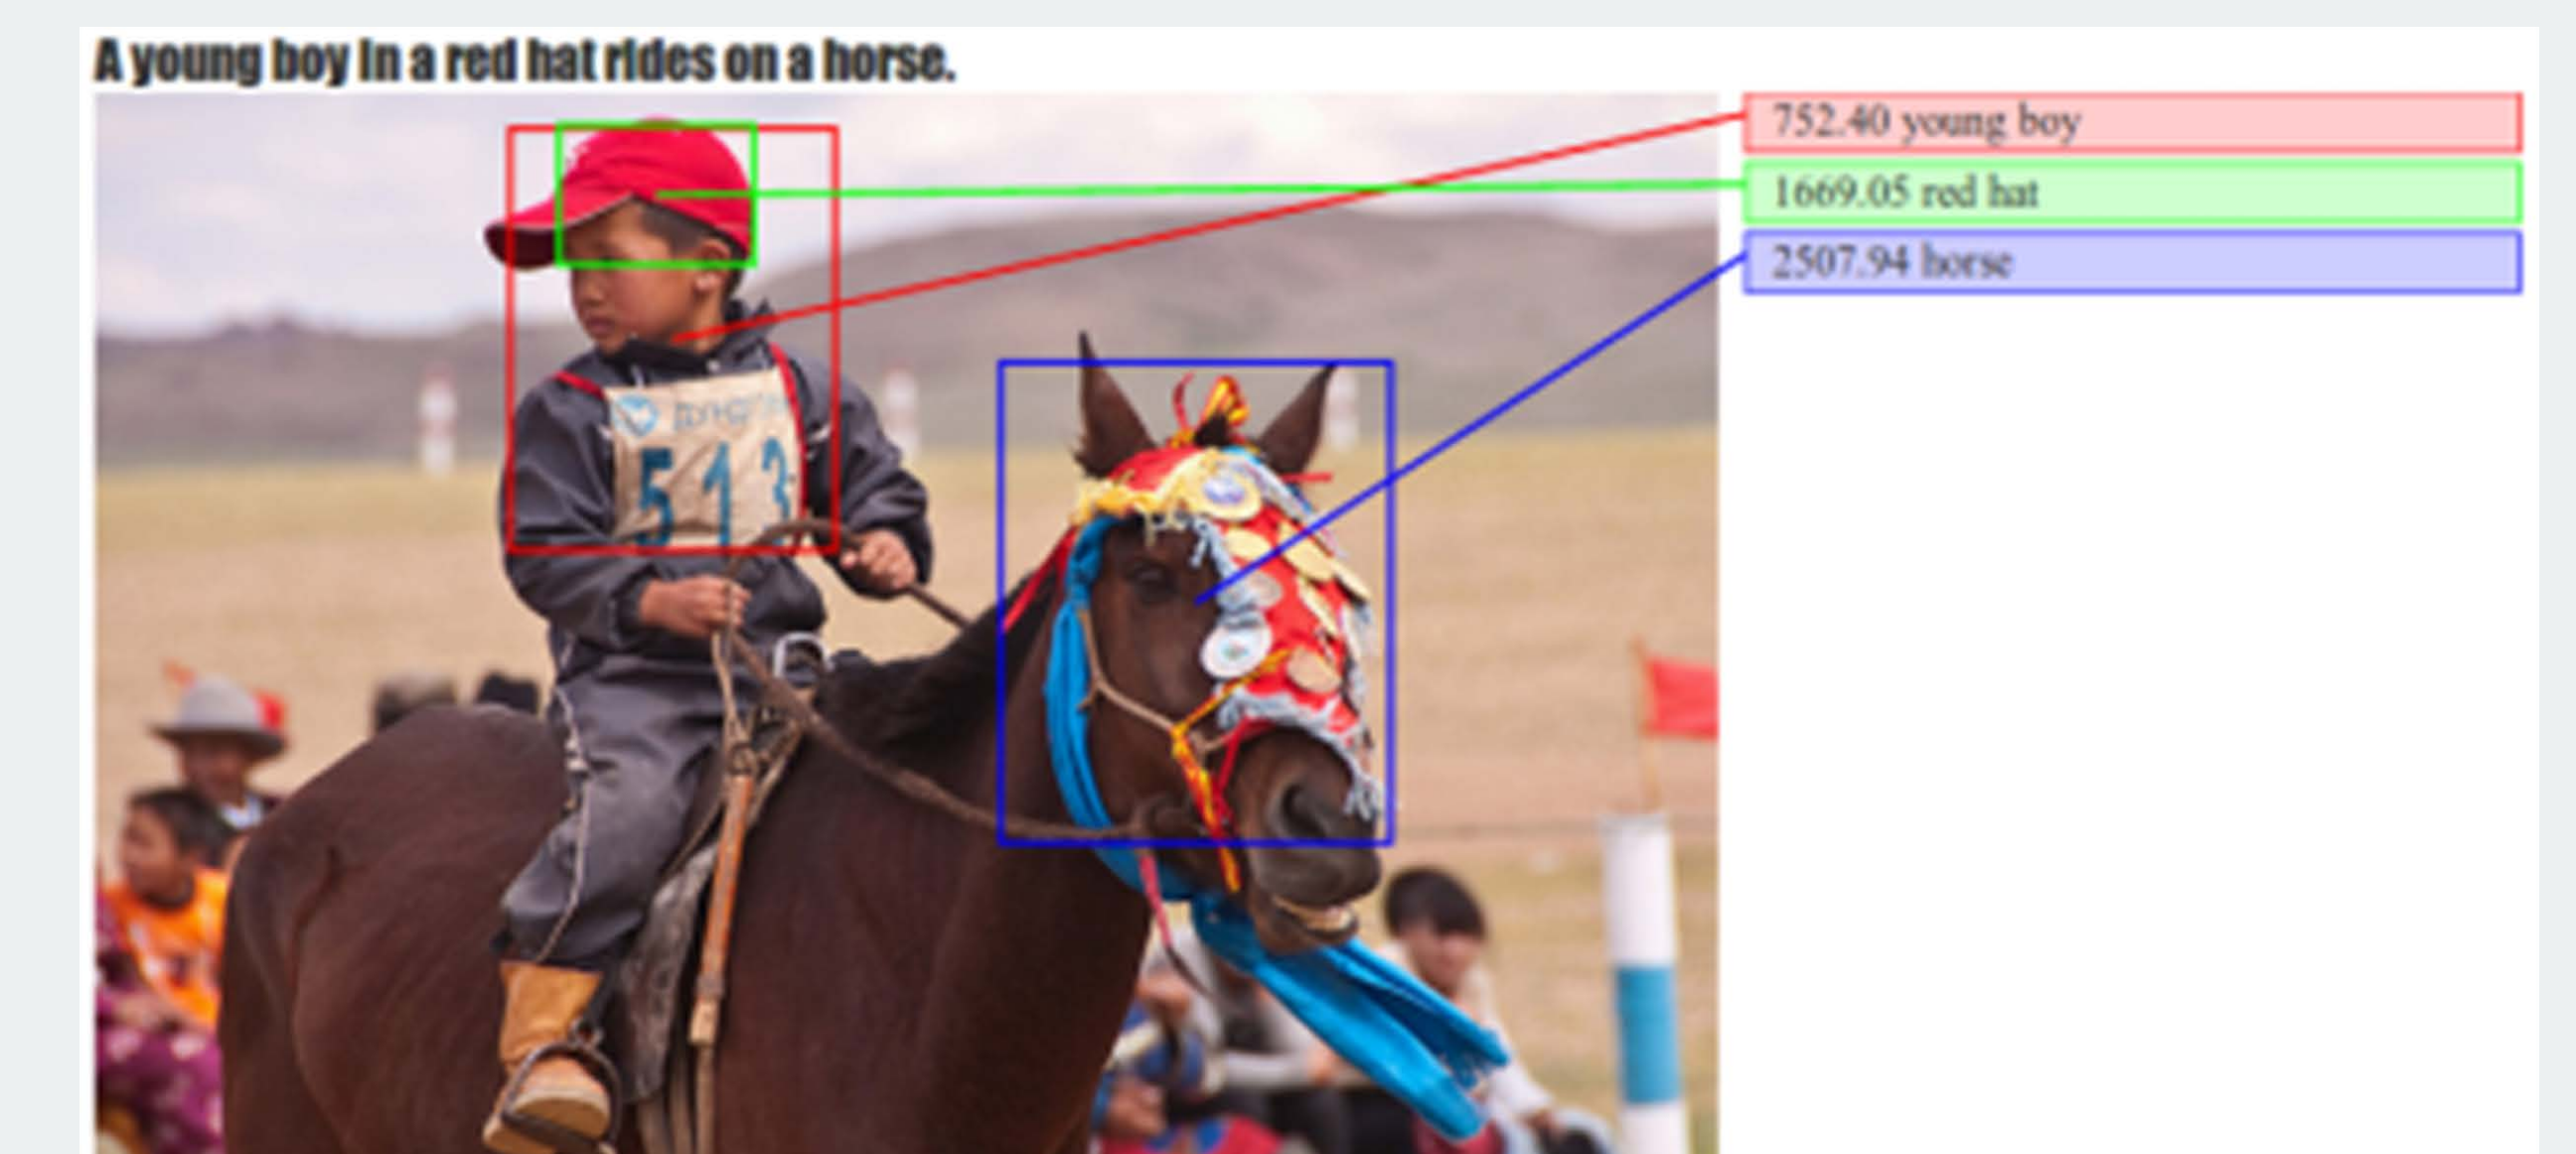 A young boy in a red hat rides on a horse.
752.40 young boy
1669.05 red hat
2507.94 horse
513